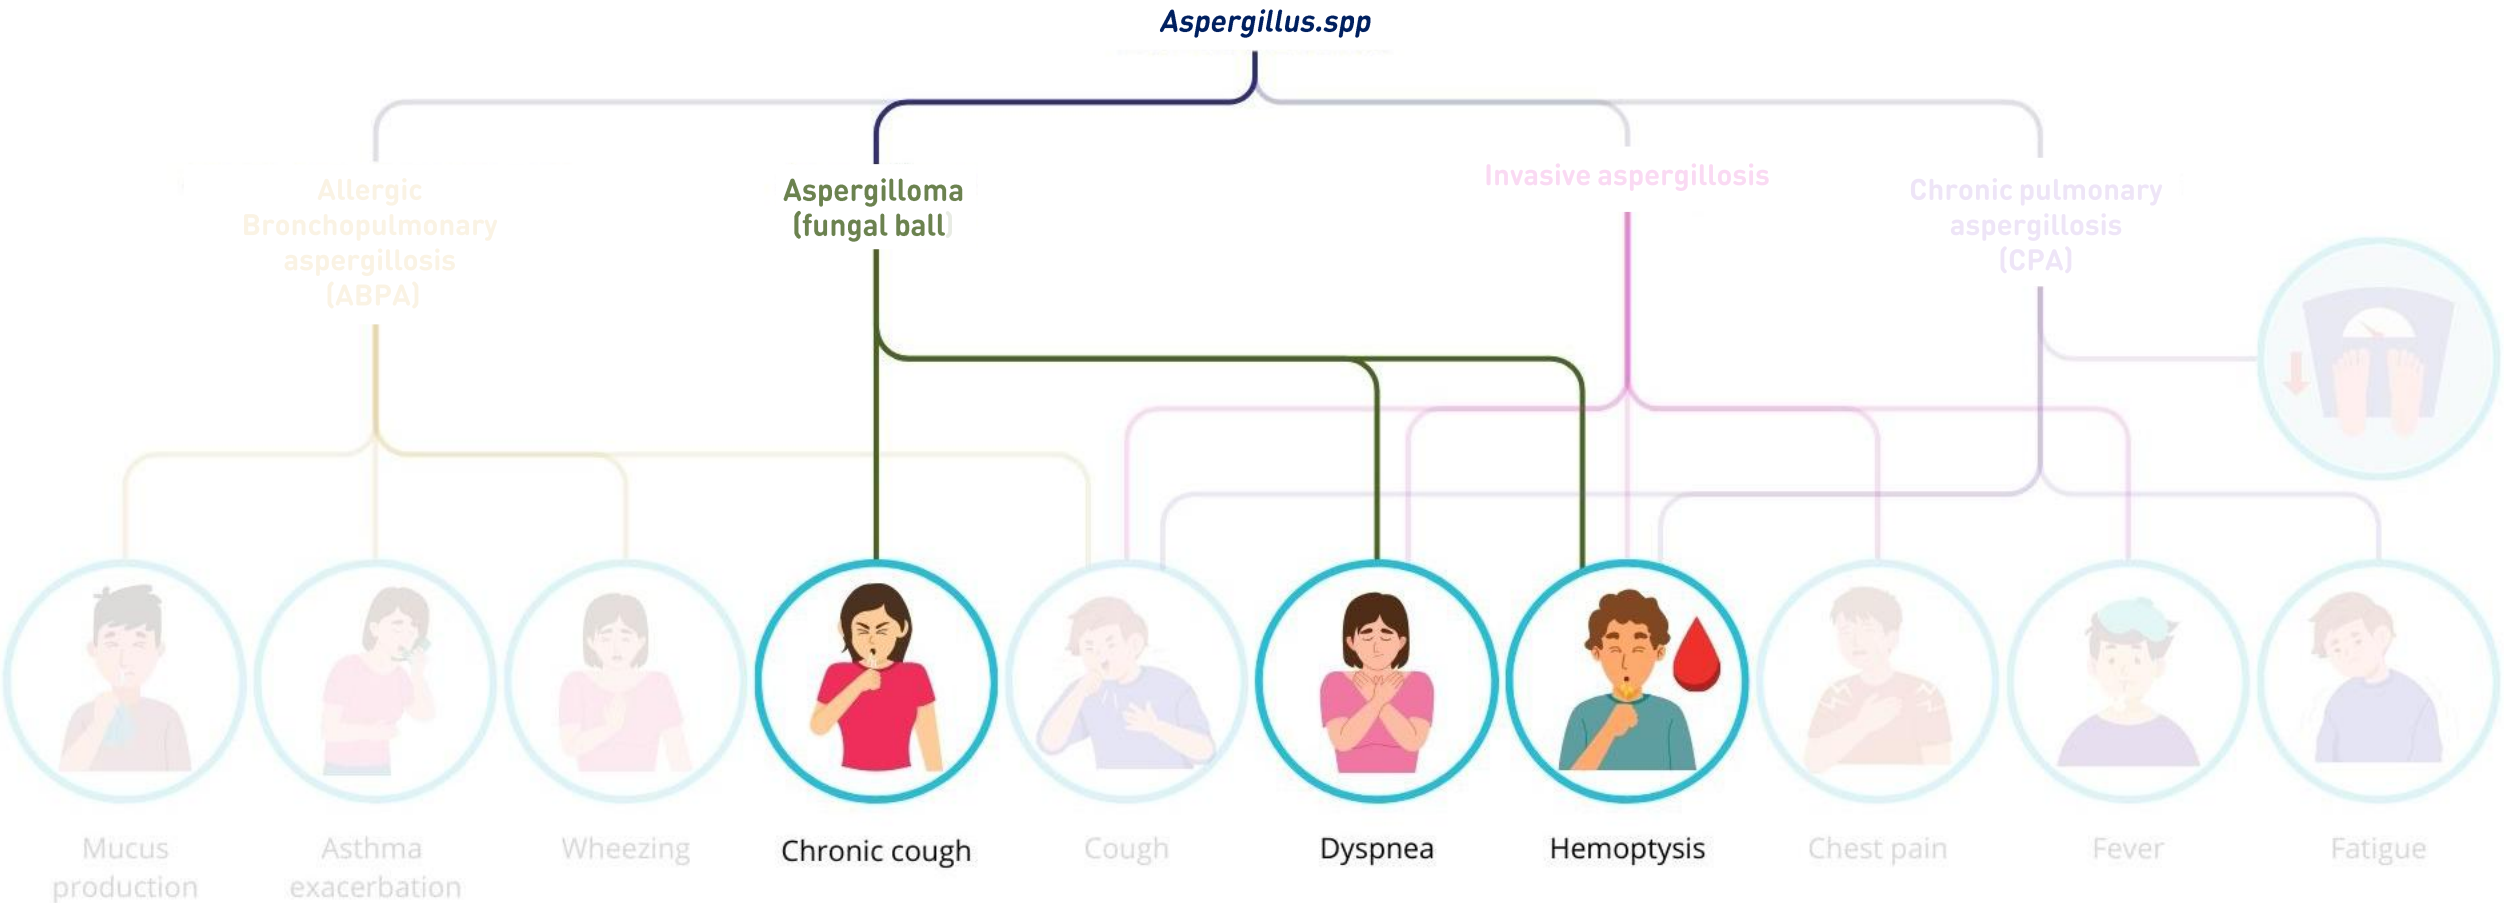 Aspergillus.spp
Allergic
Bronchopulmonary
aspergillosis
(ABPA)
Aspergilloma
(fungal ball)
Invasive aspergillosis
Chronic pulmonary
aspergillosis
(CPA)
Mucus
production
Asthma
exacerbation
Wheezing
Chronic cough
Cough
Dyspnea
Hemoptysis
Chest pain
Fever
Fatigue